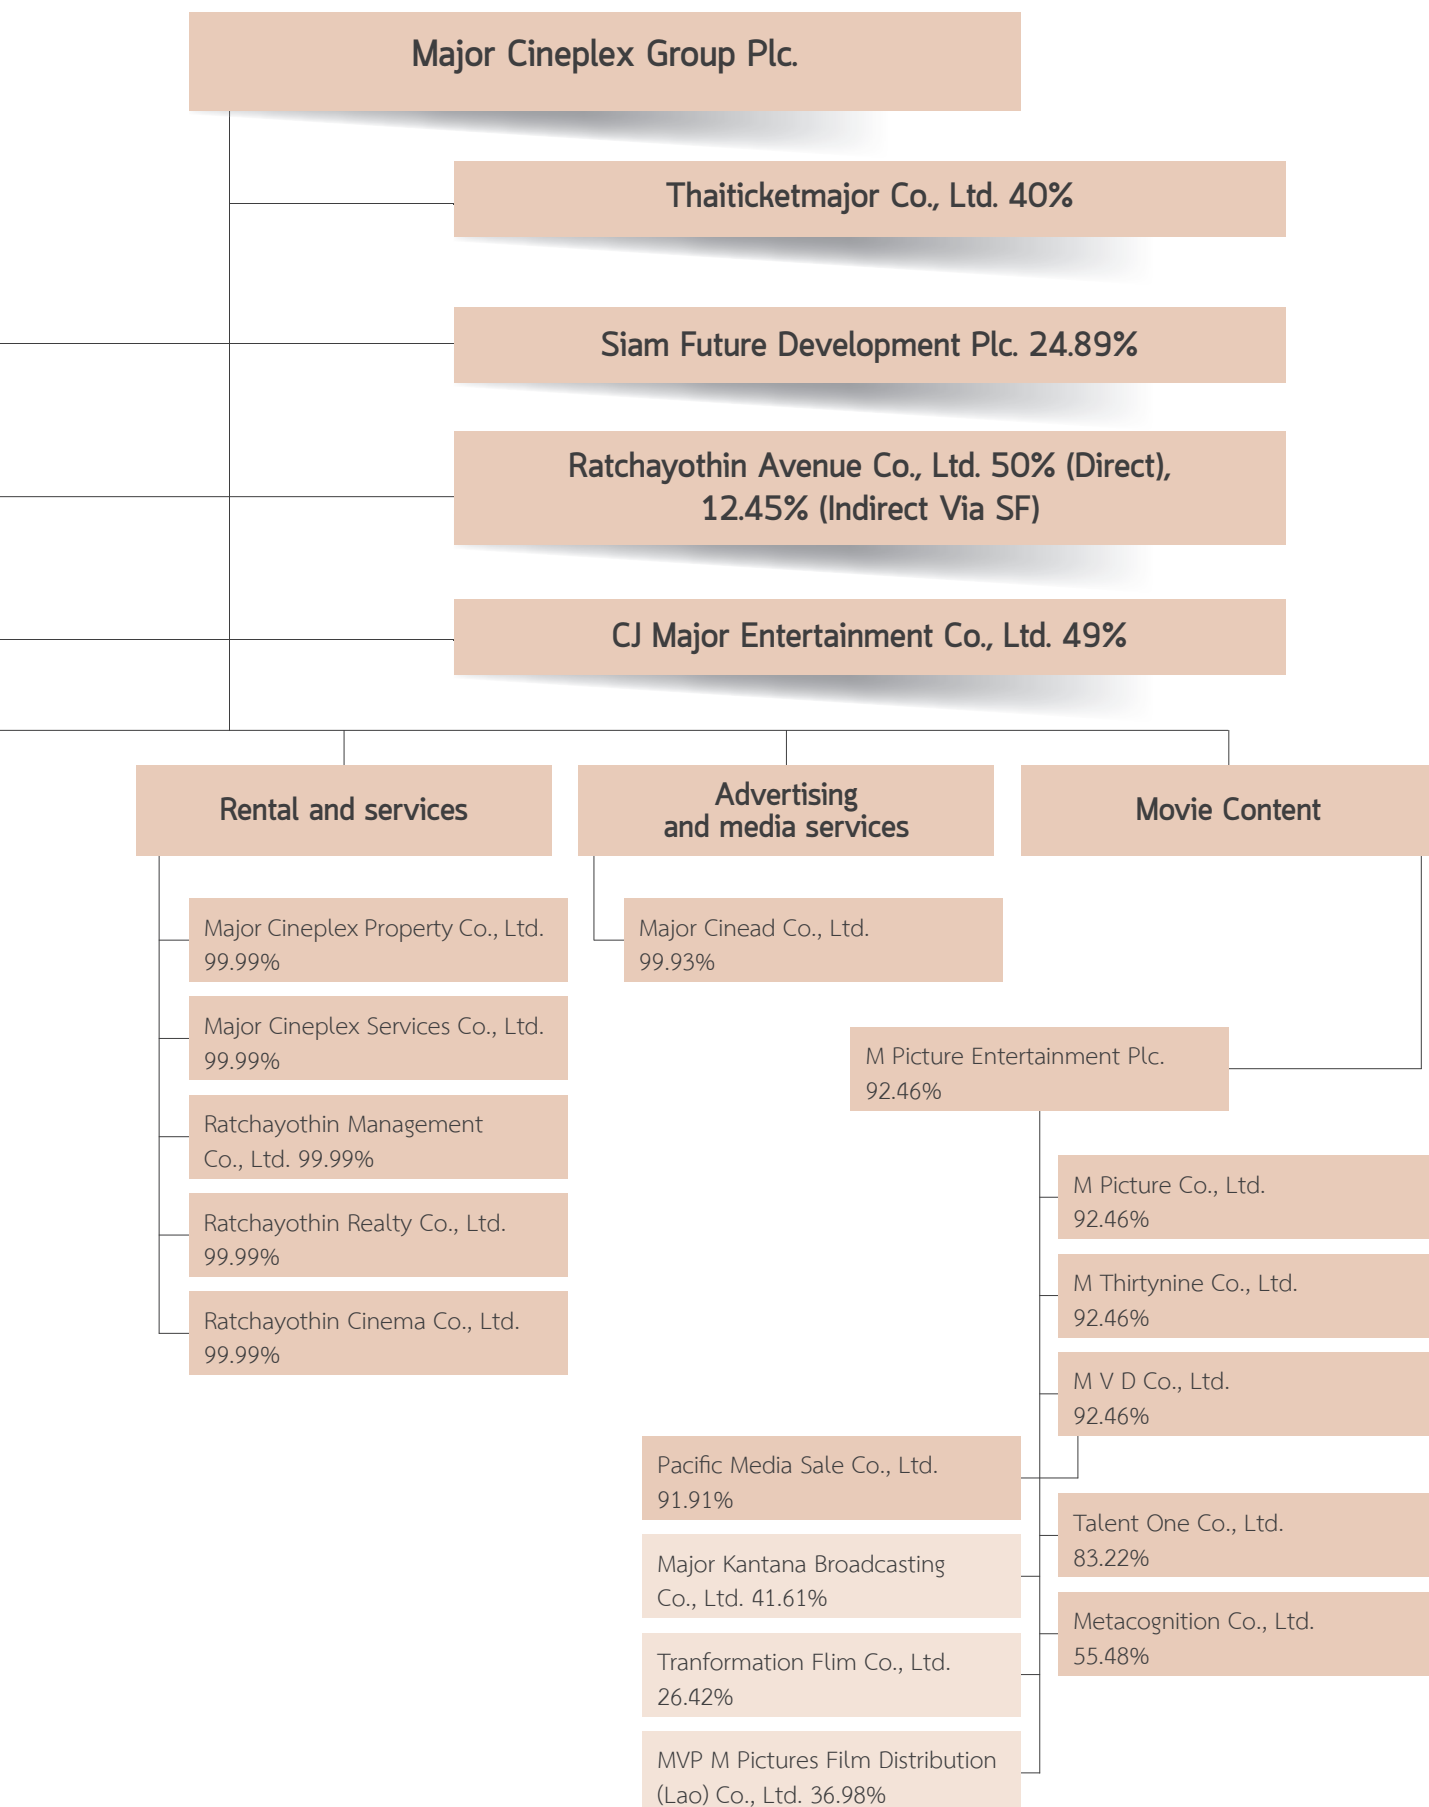 Major Cineplex Group Plc.
Thaiticketmajor Co., Ltd. 40%
Siam Future Development Plc. 24.89%
Ratchayothin Avenue Co., Ltd. 50% (Direct),
12.45% (Indirect Via SF)
CJ Major Entertainment Co., Ltd. 49%
Rental and services
Major Cineplex Property Co., Ltd.
99.99%
Major Cineplex Services Co., Ltd.
99.99%
Ratchayothin Management
Co., Ltd. 99.99%
Ratchayothin Realty Co., Ltd.
99.99%
Ratchayothin Cinema Co., Ltd.
99.99%
Advertising
and media services
Major Cinead Co., Ltd.
99.93%
Movie Content
M Picture Entertainment Plc.
92.46%
M Picture Co., Ltd.
92.46%
M Thirtynine Co., Ltd.
92.46%
M V D Co., Ltd.
92.46%
Pacific Media Sale Co., Ltd.
91.91%
Talent One Co., Ltd.
83.22%
Major Kantana Broadcasting
Co., Ltd. 41.61%
Metacognition Co., Ltd.
55.48%
Tranformation Flim Co., Ltd.
26.42%
MVP M Pictures Film Distribution
(Lao) Co., Ltd. 36.98%